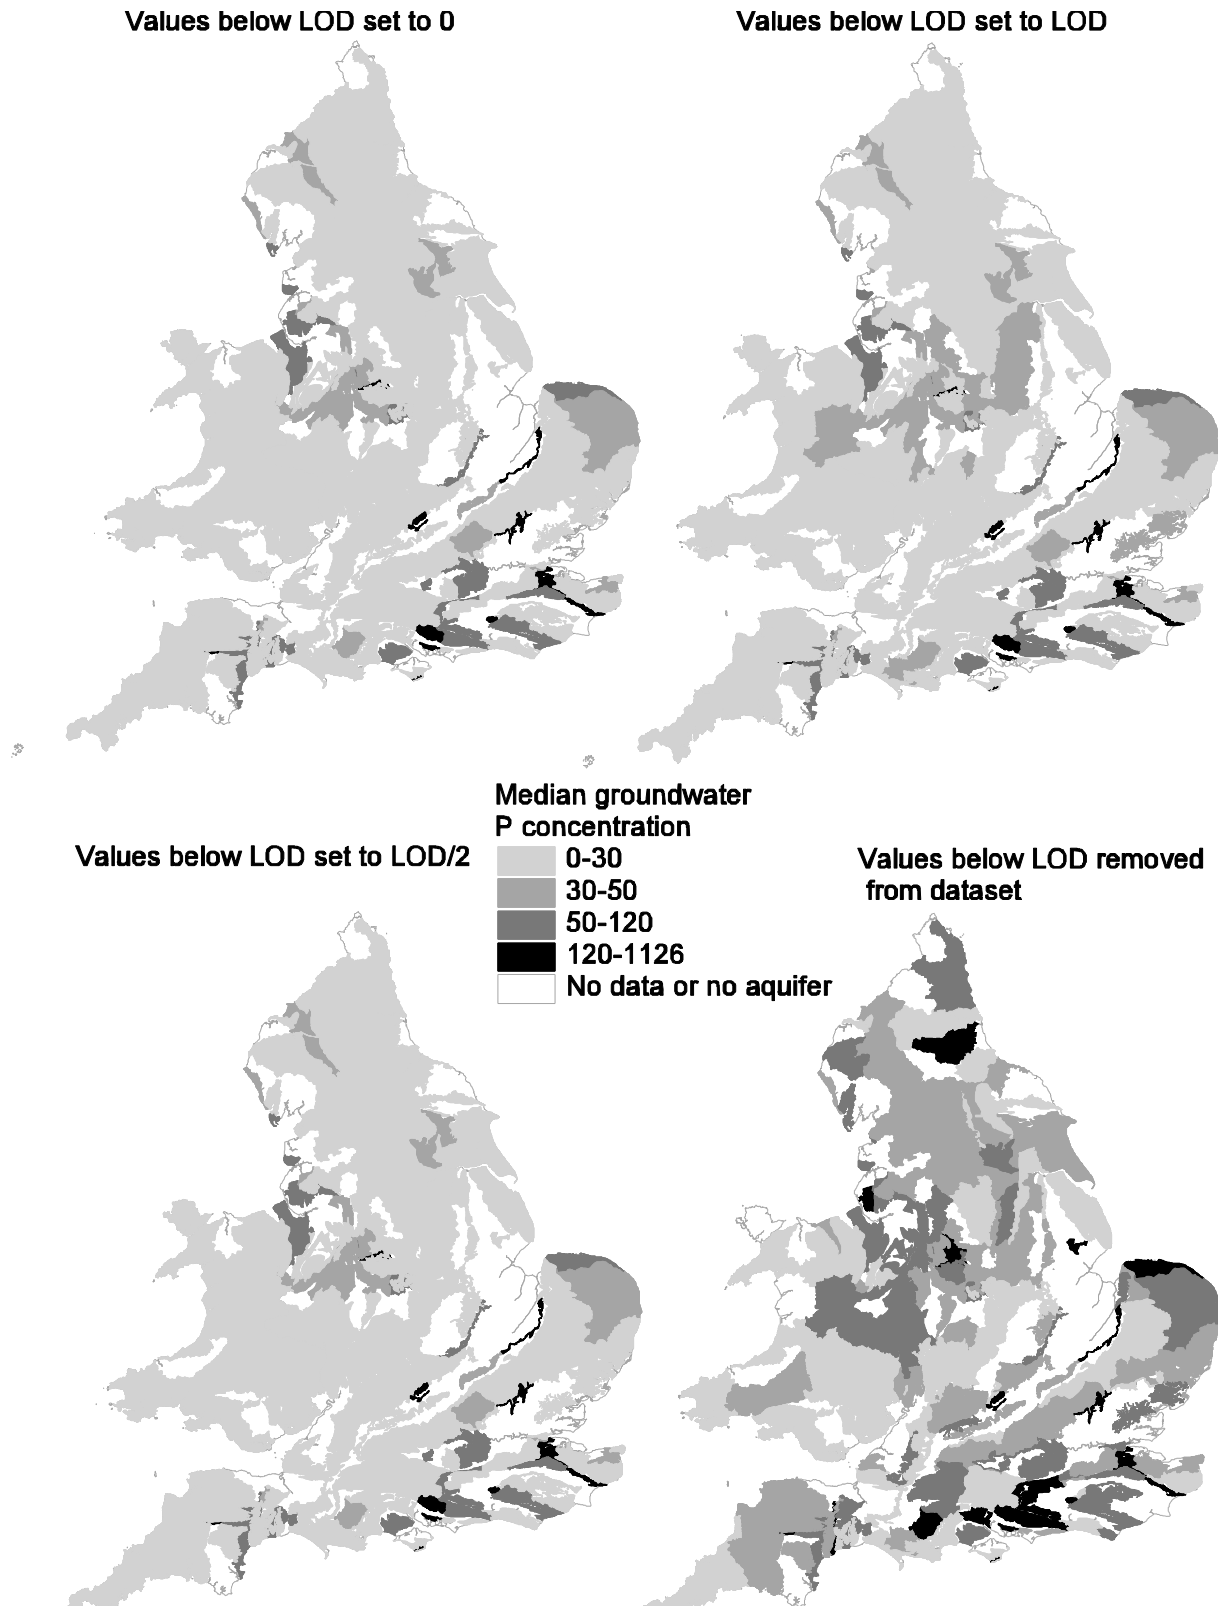 Values below LOD set to 0
Values below LOD set to LOD
Median groundwater
P concentration
0-30
30-50
50-120
120-1126
No data or no aquifer
Values below LOD set to LOD/2
Values below LOD removed
from dataset